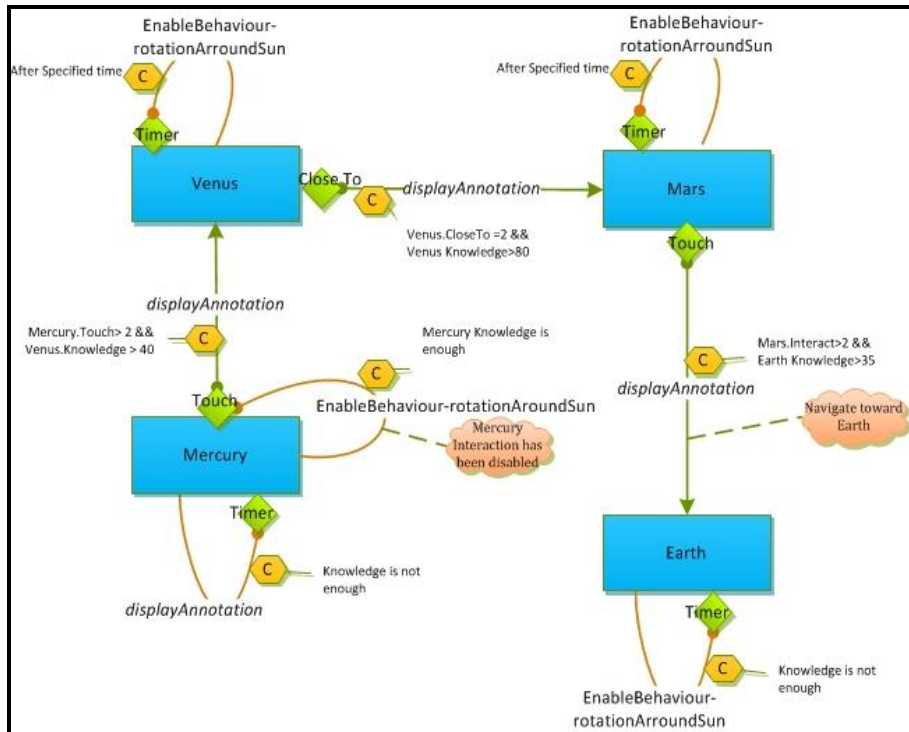 EnableBehaviour-
rotationArroundSun
After Specified time
C
Timer
Venus
Close To
C
displayAnnotation
Venus.CloseTo =2 &&
Venus Knowledge>80
EnableBehaviour-
rotationArroundSun
After Specified time
C
Timer
Mars
Touch
displayAnnotation
Mercury.Touch> 2 &&
Venus.Knowledge > 40
C
Touch
Mercury Knowledge is
enough
C
EnableBehaviour-rotationAroundSun
Mercury
Interaction has
been disabled
Mercury
Timer
C
Knowledge is not
enough
displayAnnotation
C
Mars.Interact>2 &&
Earth Knowledge>35
displayAnnotation
Navigate toward
Earth
Earth
Timer
C
Knowledge is not
enough
EnableBehaviour-
rotationArroundSun